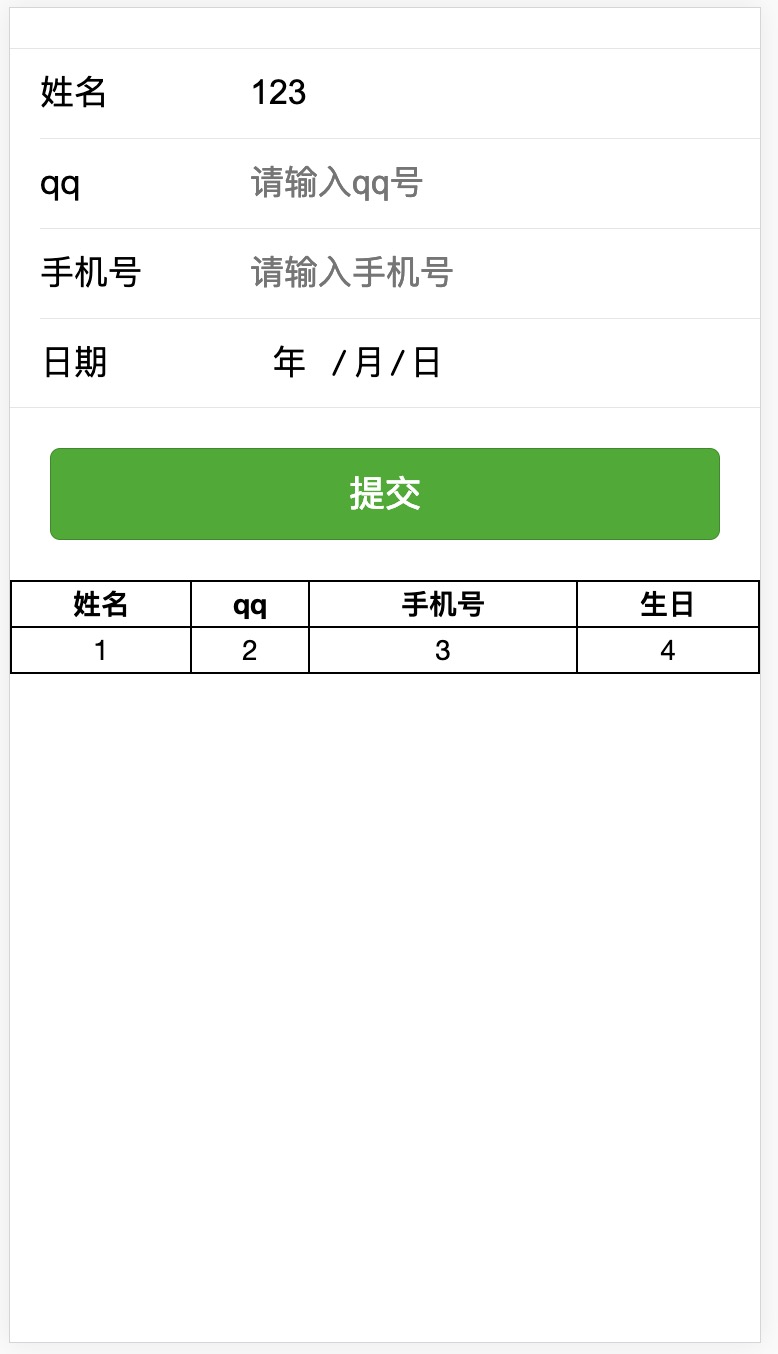 姓名 123
qq 请输入qq号
手机号 请输入手机号
日期 年 /月/日
提交
姓名 qq 手机号 生日
1 2 3 4